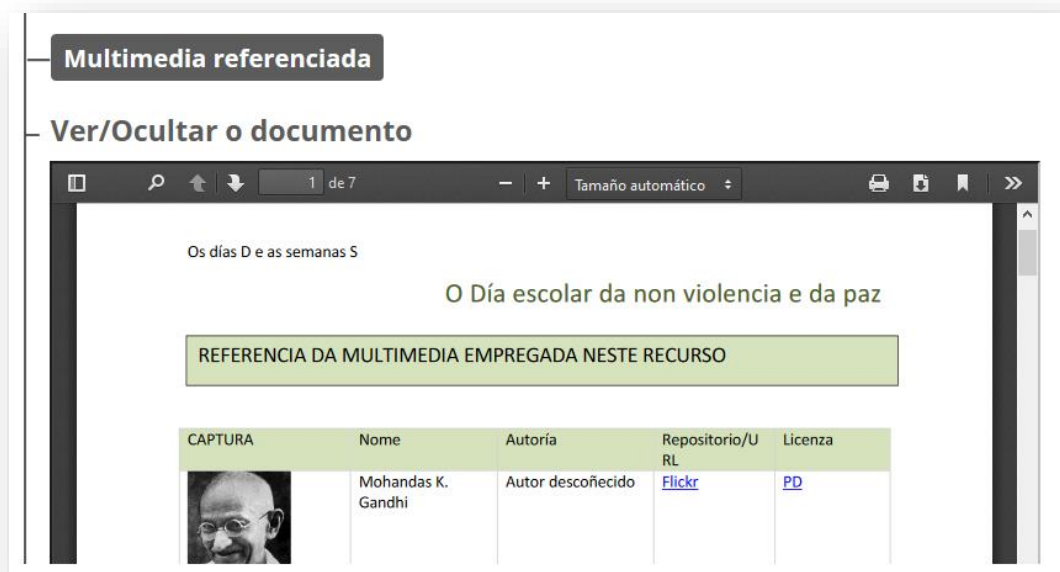 Multimedia referenciada
Ver/Ocultar o documento
1 de 7
Tamaño automático
Os días D e as semanas S
O Día escolar da non violencia e da paz
REFERENCIA DA MULTIMEDIA EMPREGADA NESTE RECURSO
CAPTURA Nome Autoría Repositorio/U Licenza
RL
Mohandas K. Autor descoñecido Flickr PD
Gandhi